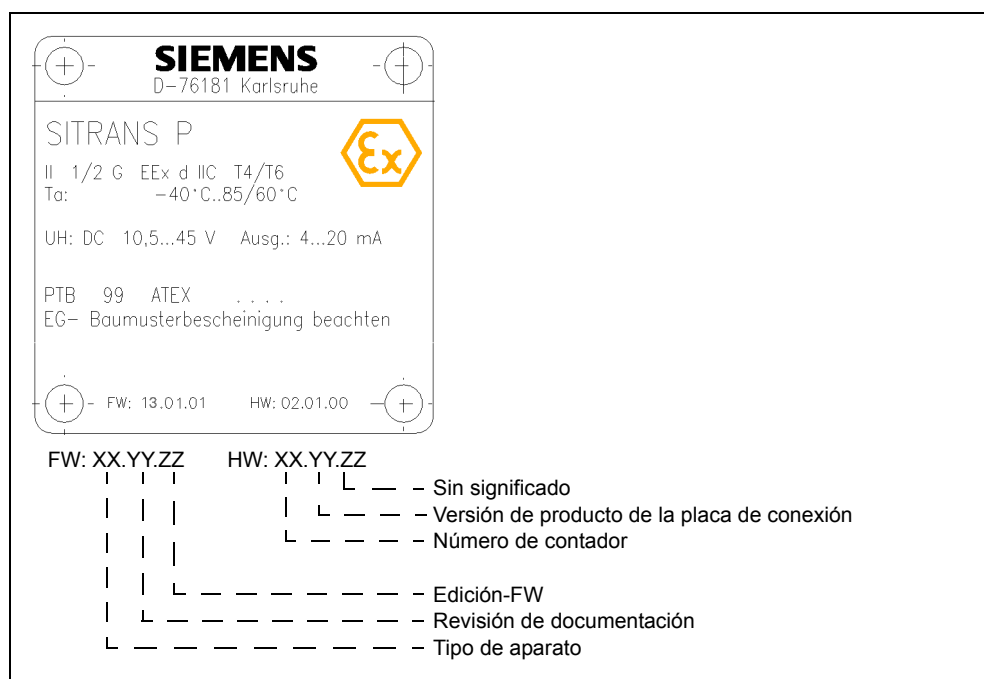 SIEMENS
D-76181 Karlsruhe
SITRANS P
II 1/2 G EEx d IIC T4/T6
Ta: -40°C..85/60°C
εx
UH: DC 10,5...45 V Ausg.: 4...20 mA
PTB 99 ATEX . . . .
EG- Baumusterbescheinigung beachten
FW: 13.01.01 HW: 02.01.00
FW: XX.YY.ZZ HW: XX.YY.ZZ
Sin significado
Versión de producto de la placa de conexión
Número de contador
Edición-FW
Revisión de documentación
Tipo de aparato